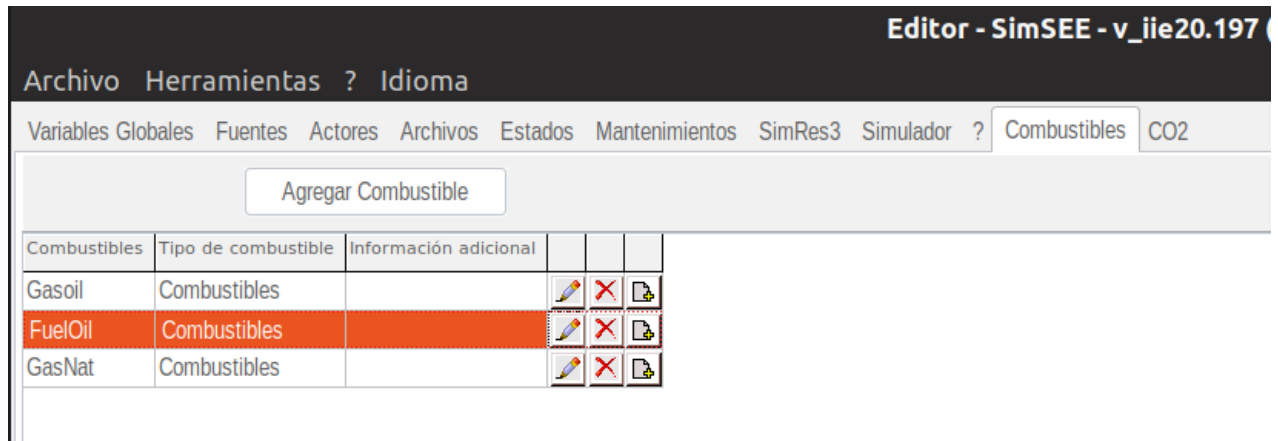 Editor - SimSEE - v_iie20.197 (
Archivo Herramientas ? Idioma
Variables Globales Fuentes Actores Archivos Estados Mantenimientos SimRes3 Simulador ? Combustibles CO2
Agregar Combustible
Combustibles Tipo de combustible Información adicional
Gasoil Combustibles
FuelOil Combustibles
GasNat Combustibles